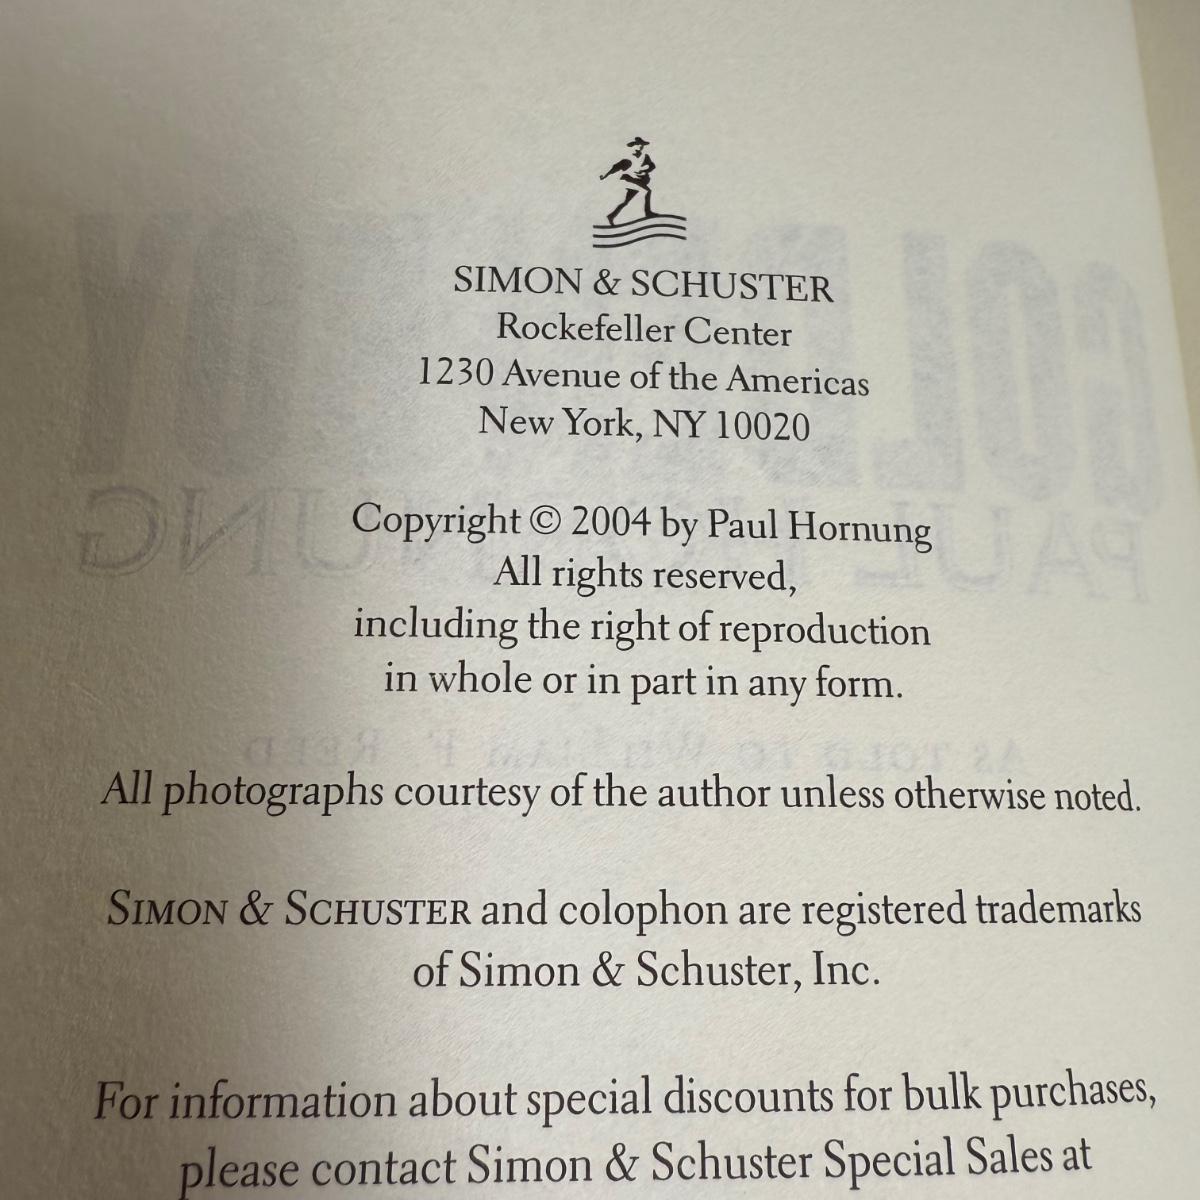 SIMON & SCHUSTER
Rockefeller Center
1230 Avenue of the Americas
New York, NY 10020
Copyright © 2004 by Paul Hornung
All rights reserved,
including the right of reproduction
in whole or in part in any form.
All photographs courtesy of the author unless otherwise noted.
SIMON & SCHUSTER and colophon are registered trademarks
of Simon & Schuster, Inc.
For information about special discounts for bulk purchases,
please contact Simon & Schuster Special Sales at